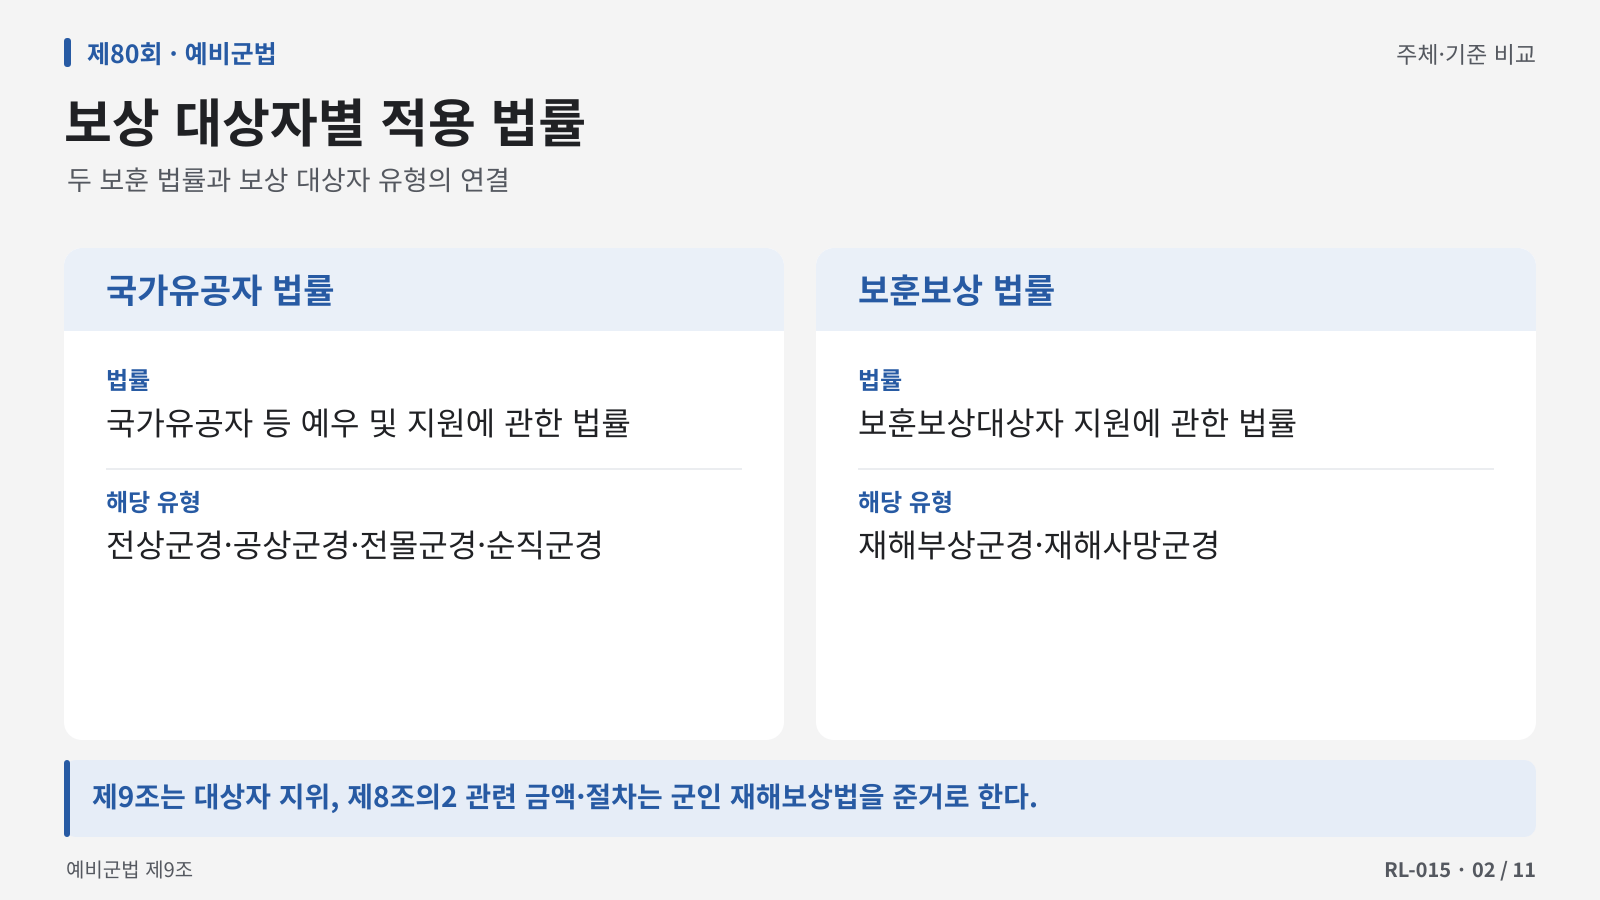 제80회 · 예비군법
주체·기준 비교
보상 대상자별 적용 법률
두 보훈 법률과 보상 대상자 유형의 연결
국가유공자 법률
법률
국가유공자 등 예우 및 지원에 관한 법률
해당 유형
전상군경·공상군경·전몰군경·순직군경
보훈보상 법률
법률
보훈보상대상자 지원에 관한 법률
해당 유형
재해부상군경·재해사망군경
제9조는 대상자 지위, 제8조의2 관련 금액·절차는 군인 재해보상법을 준거로 한다.
예비군법 제9조
RL-015 · 02 / 11